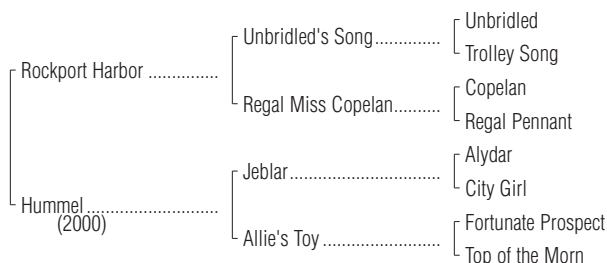 Unbridled
Unbridled's Song..............
Trolley Song
Rockport Harbor ...............
Copelan
Regal Miss Copelan..........
Regal Pennant
Alydar
Jeblar..............................
City Girl
Hummel............................
(2000)
Fortunate Prospect
Allie's Toy .......................
Top of the Morn